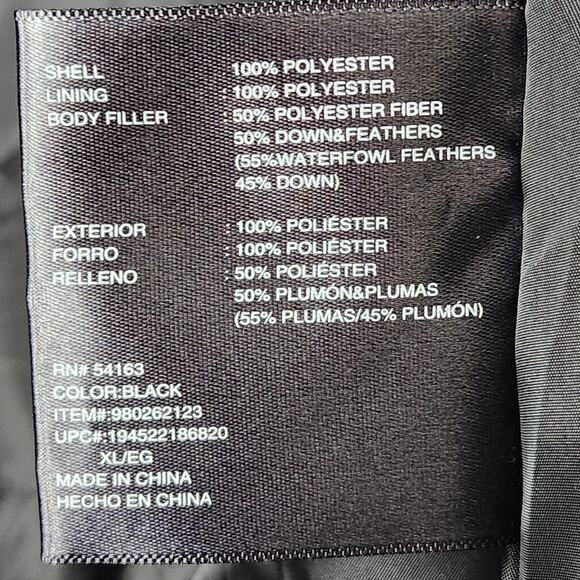 SHELL 100% POLYESTER
LINING : 100% POLYESTER
BODY FILLER : 50% POLYESTER FIBER
50% DOWN&FEATHERS
(55%WATERFOWL FEATHERS
45% DOWN)
EXTERIOR : 100% POLIÉSTER
FORRO : 100% POLIÉSTER
RELLENO : 50% POLIÉSTER
50% PLUMÓN&PLUMAS
(55% PLUMAS/45% PLUMÓN)
RN# 54163
COLOR:BLACK
ITEM#:980262123
UPC#:194522186820
XL/EG
MADE IN CHINA
HECHO EN CHINA